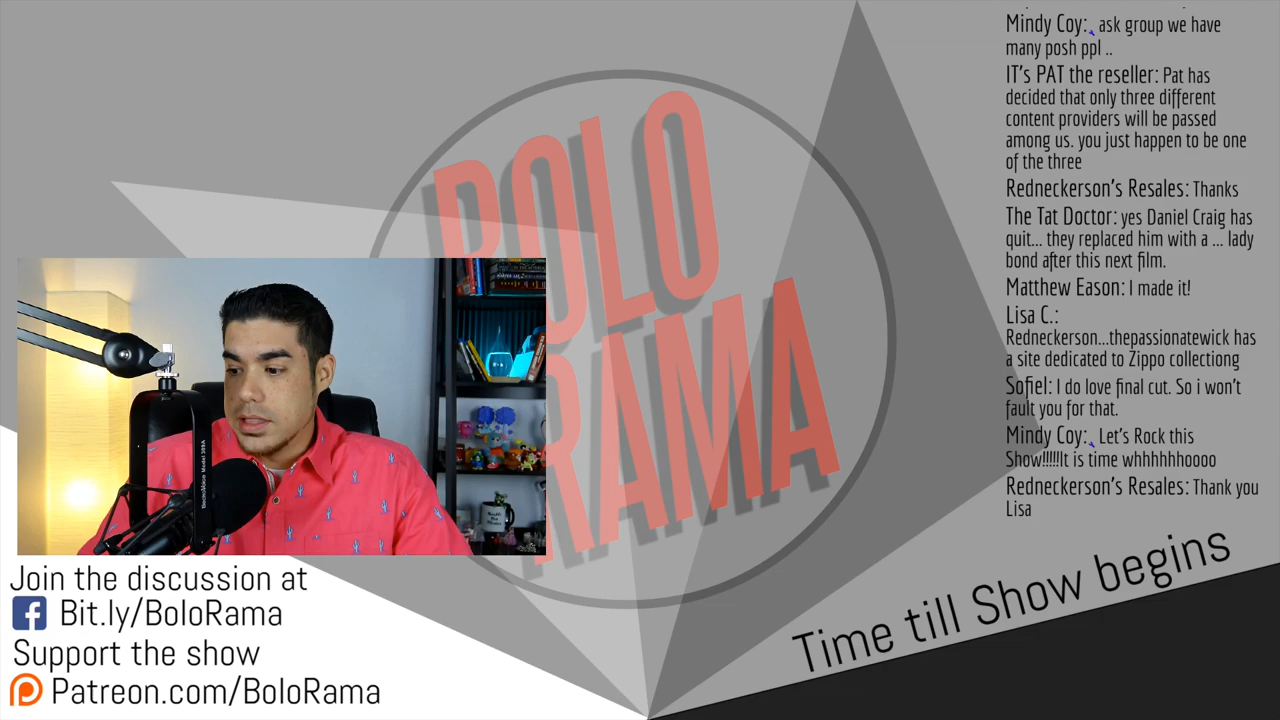 Mindy Coy: ask group we have
many posh ppl ..
IT's PAT the reseller: Pat has
decided that only three different
content providers will be passed
among us. you just happen to be one
of the three
Redneckerson's Resales: Thanks
The Tat Doctor: yes Daniel Craig has
quit... they replaced him with a ... lady
bond after this next film.
Matthew Eason: I made it!
Lisa C.:
Redneckerson...thepassionatewick has
a site dedicated to Zippo collectiong
Sofiel: I do love final cut. So i won't
fault you for that.
Mindy Coy: Let's Rock this
Show!!!!!It is time whhhhhoooo
Redneckerson's Resales: Thank you
Lisa
BOLO
RAMA
Time till Show begins
Join the discussion at
Bit.ly/BoloRama
Support the show
Patreon.com/BoloRama